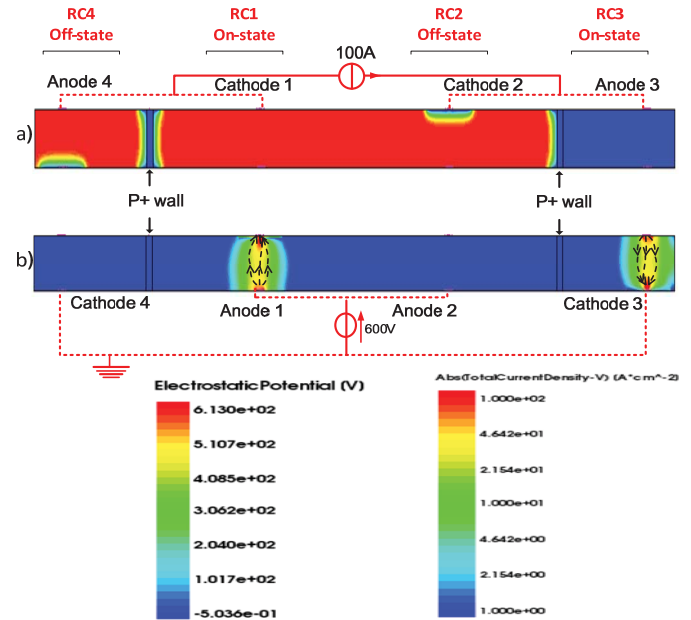 RC4 RC1 RC2 RC3
Off-state On-state Off-state On-state
100A
Anode 4 Cathode 1 Cathode 2 Anode 3
a)
P+ wall P+ wall
b)
Cathode 4 Anode 1 Anode 2 Cathode 3
600V
Electrostatic Potential (V)
6.130e+02
5.107e+02
4.085e+02
3.062e+02
2.040e+02
1.017e+02
-5.036e-01
Abs(TotalCurrentDensity-V) (A*cm^-2)
1.000e+02
4.642e+01
2.154e+01
1.000e+01
4.642e+00
2.154e+00
1.000e+00